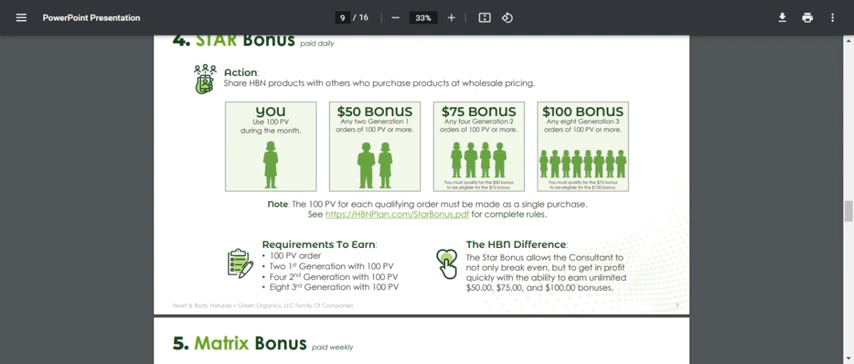 PowerPoint Presentation
9 / 16
33%
4. STAR Bonus paid daily
Action:
Share HBN products with others who purchase products at wholesale pricing.
YOU
Use 100 PV
during the month.
$50 BONUS
Any two Generation 1
orders of 100 PV or more.
$75 BONUS
Any four Generation 2
orders of 100 PV or more.
You must qualify for the $50 bonus
to be eligible for the $75 bonus.
$100 BONUS
Any eight Generation 3
orders of 100 PV or more.
You must qualify for the $75 bonus
to be eligible for the $100 bonus.
Note: The 100 PV for each qualifying order must be made as a single purchase.
See https://HBNPlan.com/StarBonus.pdf for complete rules.
Requirements To Earn:
• 100 PV order
• Two 1st Generation with 100 PV
• Four 2nd Generation with 100 PV
• Eight 3rd Generation with 100 PV
The HBN Difference:
The Star Bonus allows the Consultant to
not only break even, but to get in profit
quickly with the ability to earn unlimited
$50.00, $75,00, and $100.00 bonuses.
Heart & Body Naturals • Green Organics, LLC Family Of Companies
9
5. Matrix Bonus paid weekly